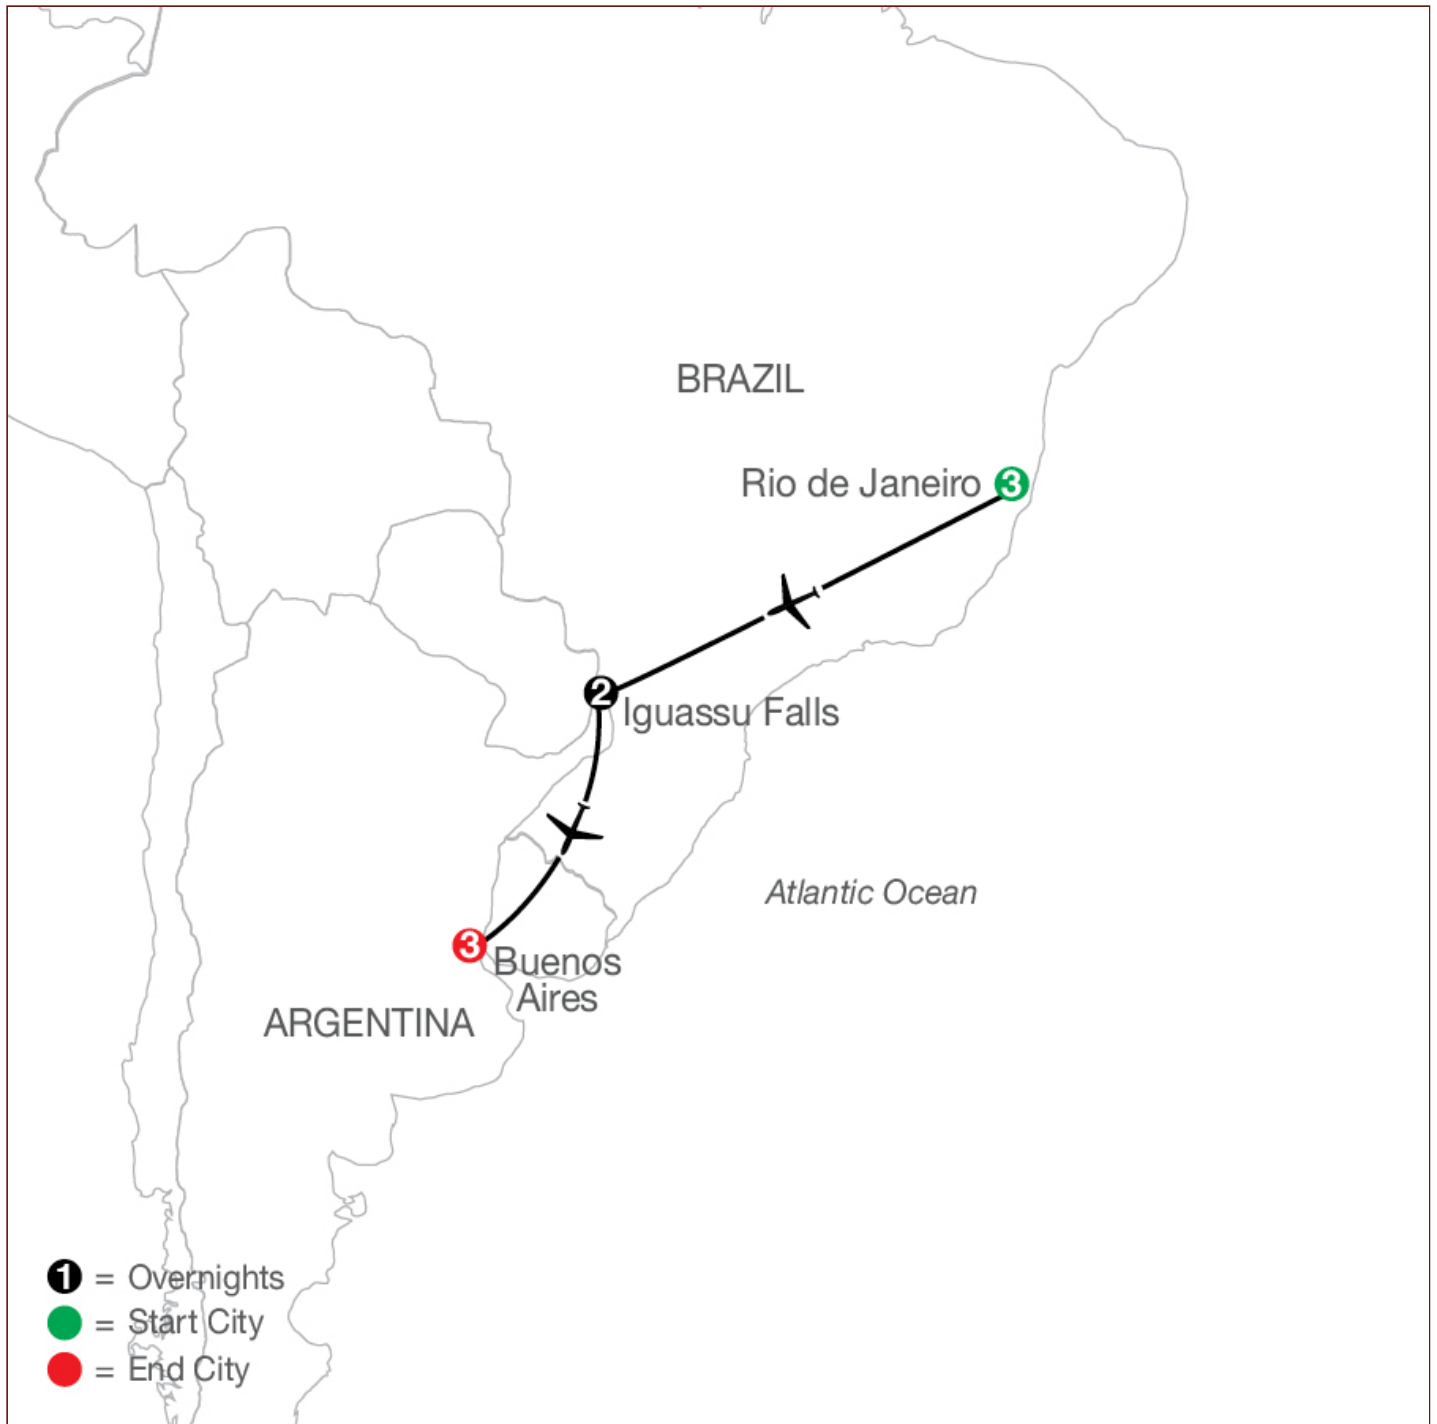 BRAZIL
Rio de Janeiro 3
2
Iguassu Falls
Atlantic Ocean
3 Buenos
Aires
ARGENTINA
1 = Overnights
= Start City
= End City